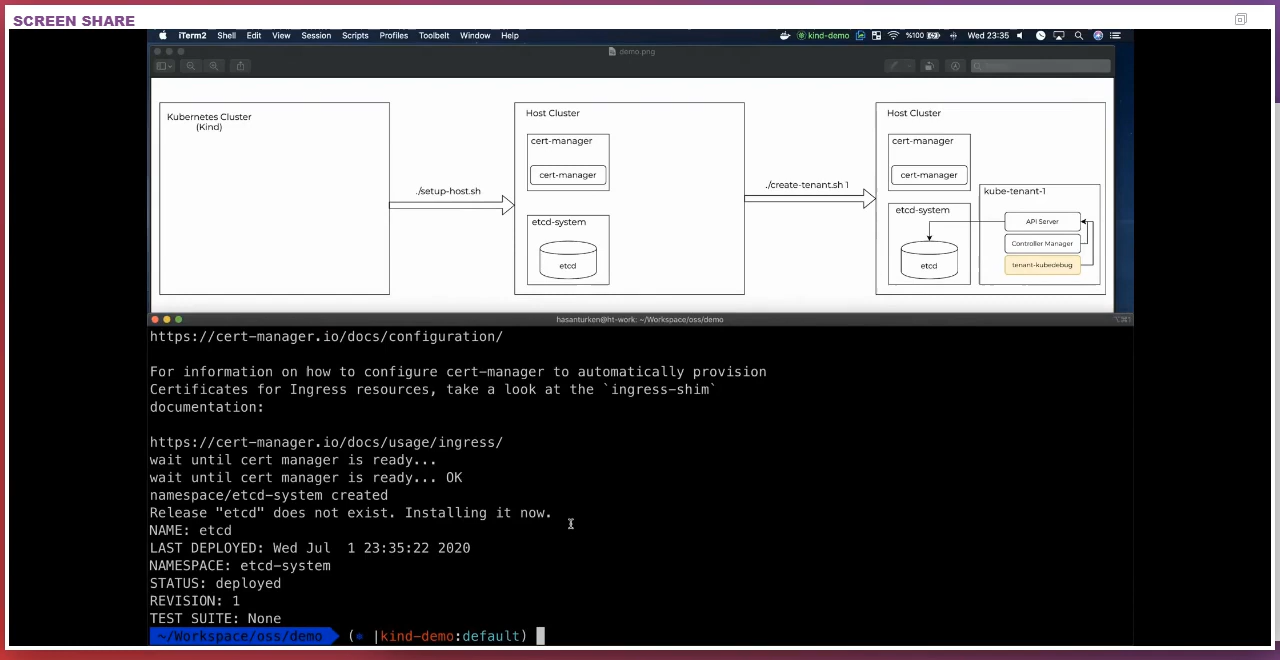 SCREEN SHARE
iTerm2 Shell Edit View Session Scripts Profiles Toolbelt Window Help
kind-demo %100 Wed 23:35
demo.png
Kubernetes Cluster
(Kind)
./setup-host.sh
Host Cluster
cert-manager
cert-manager
etcd-system
etcd
./create-tenant.sh 1
Host Cluster
cert-manager
cert-manager
etcd-system
etcd
kube-tenant-1
API Server
Controller Manager
tenant-kubedebug
hasanturken@ht-work: ~/Workspace/oss/demo
https://cert-manager.io/docs/configuration/
For information on how to configure cert-manager to automatically provision
Certificates for Ingress resources, take a look at the `ingress-shim`
documentation:
https://cert-manager.io/docs/usage/ingress/
wait until cert manager is ready...
wait until cert manager is ready... OK
namespace/etcd-system created
Release "etcd" does not exist. Installing it now.
NAME: etcd
LAST DEPLOYED: Wed Jul  1 23:35:22 2020
NAMESPACE: etcd-system
STATUS: deployed
REVISION: 1
TEST SUITE: None
~/Workspace/oss/demo (⎈ |kind-demo:default)